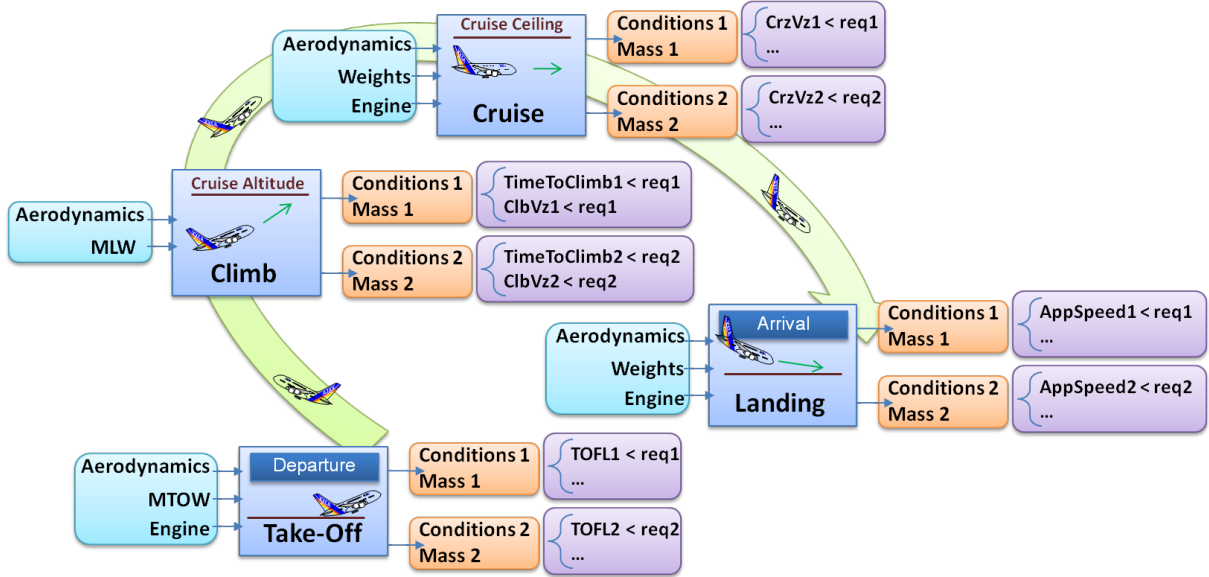 Cruise Ceiling
Aerodynamics
Weights
Engine
Cruise
Conditions 1
Mass 1
CrzVz1 < req1
...
Conditions 2
Mass 2
CrzVz2 < req2
...
Cruise Altitude
Aerodynamics
MLW
Climb
Conditions 1
Mass 1
TimeToClimb1 < req1
ClbVz1 < req1
Conditions 2
Mass 2
TimeToClimb2 < req2
ClbVz2 < req2
Arrival
Aerodynamics
Weights
Engine
Landing
Conditions 1
Mass 1
AppSpeed1 < req1
...
Conditions 2
Mass 2
AppSpeed2 < req2
...
Departure
Aerodynamics
MTOW
Engine
Take-Off
Conditions 1
Mass 1
TOFL1 < req1
...
Conditions 2
Mass 2
TOFL2 < req2
...